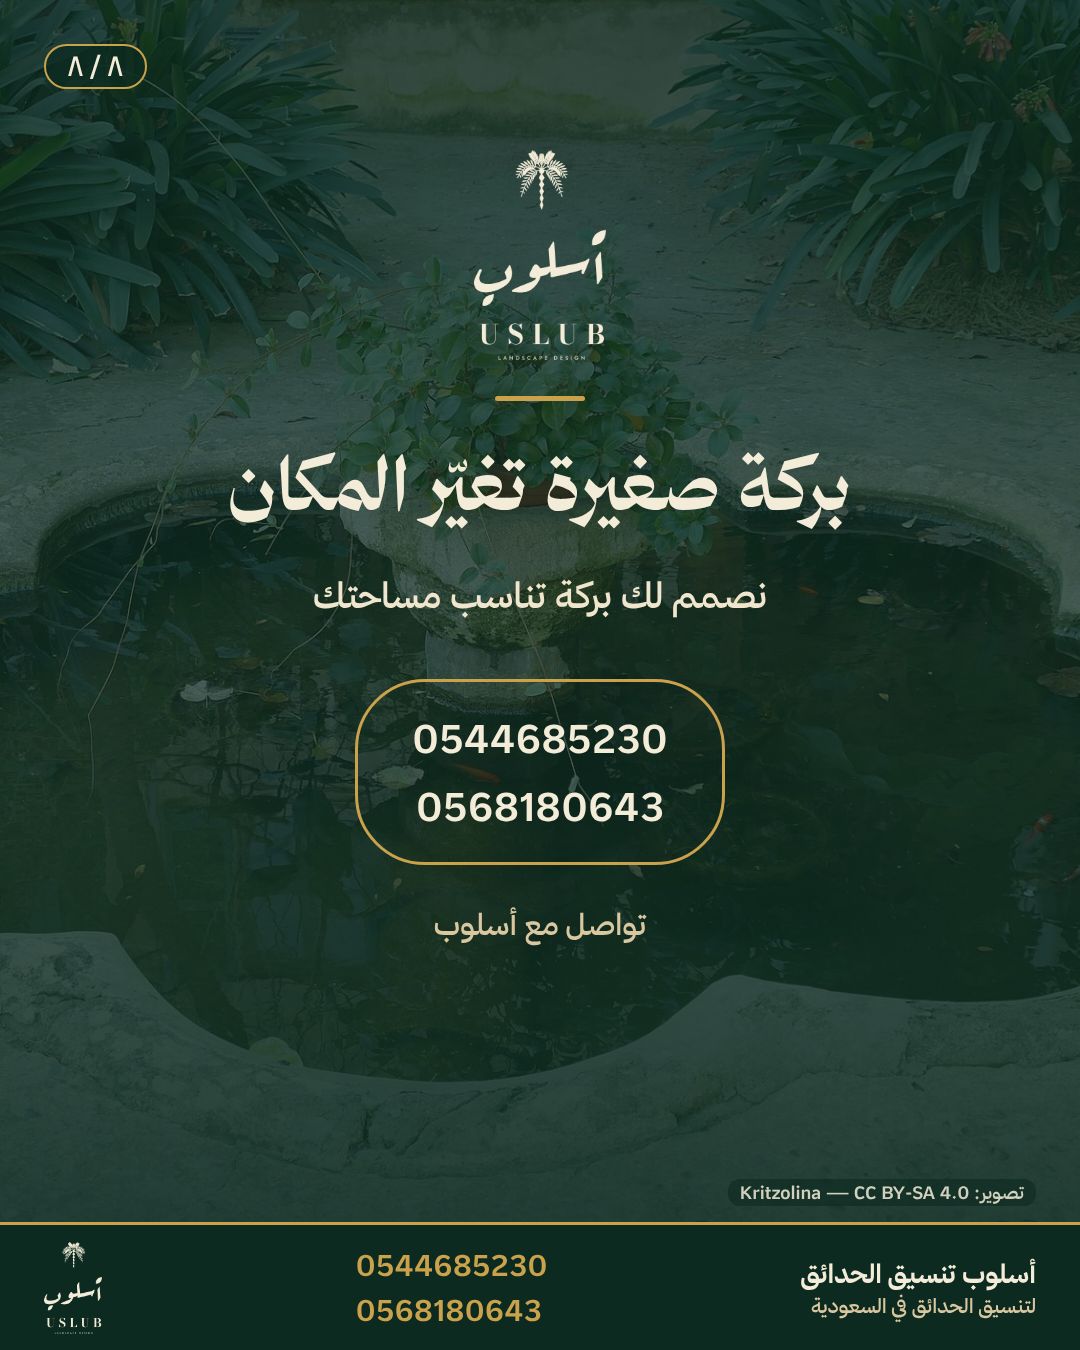 ٨/٨
أسلوب
USLUB
LANDSCAPE DESIGN
بركة صغيرة تغيّر المكان
نصمم لك بركة تناسب مساحتك
0544685230
0568180643
تواصل مع أسلوب
تصوير: Kritzolina — CC BY-SA 4.0
أسلوب تنسيق الحدائق
لتنسيق الحدائق في السعودية
0544685230
0568180643
أسلوب
USLUB